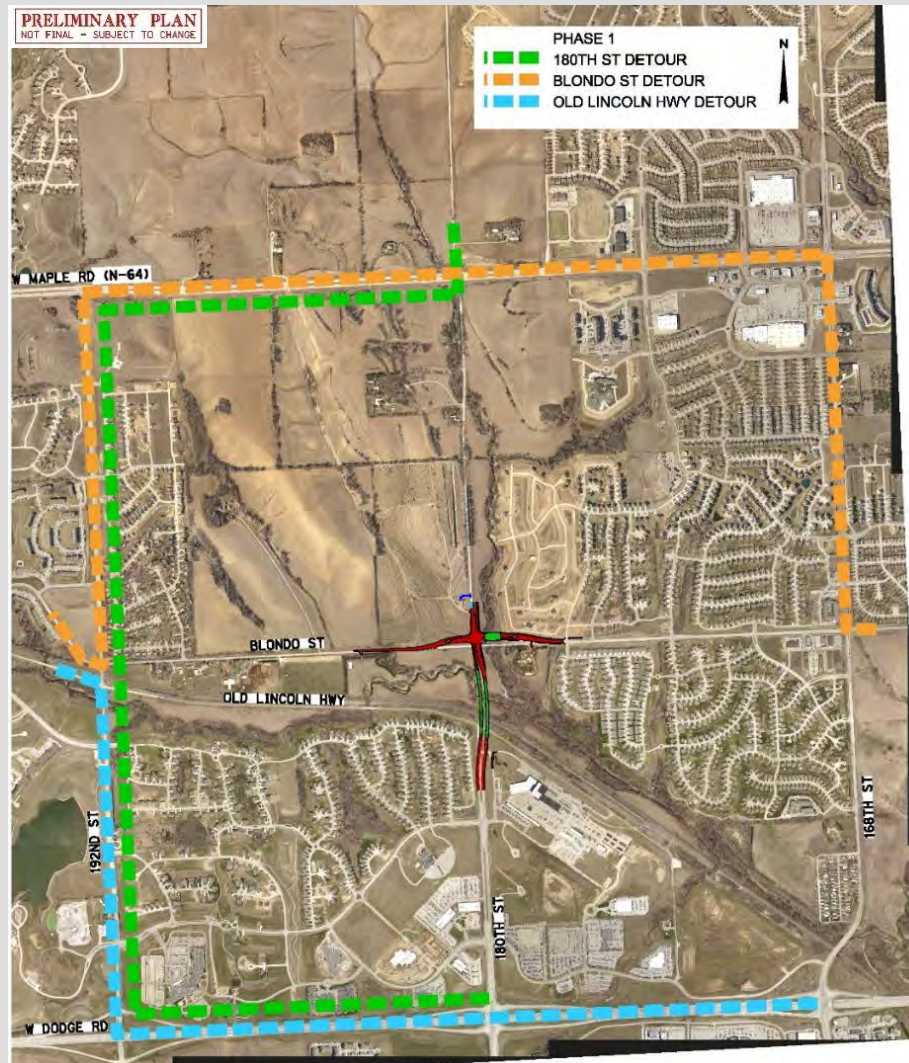 PRELIMINARY PLAN
NOT FINAL - SUBJECT TO CHANGE
PHASE 1
180TH ST DETOUR
BLONDO ST DETOUR
OLD LINCOLN HWY DETOUR
N
W MAPLE RD (N-64)
BLONDO ST
OLD LINCOLN HWY
192ND ST
168TH ST
180TH ST
W DODGE RD